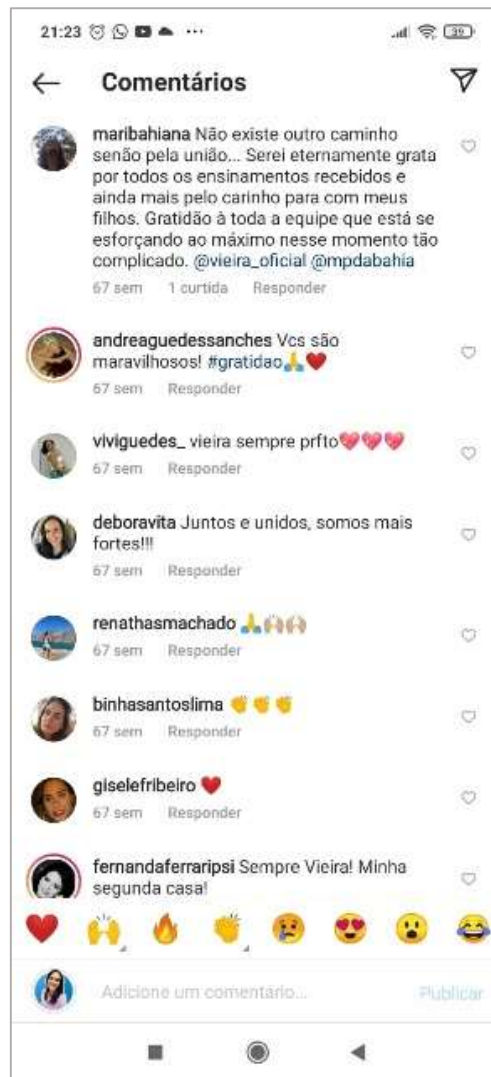 21:23 ...
39
Comentários
maribahiana Não existe outro caminho
senão pela união... Serei eternamente grata
por todos os ensinamentos recebidos e
ainda mais pelo carinho para com meus
filhos. Gratidão à toda a equipe que está se
esforçando ao máximo nesse momento tão
complicado. @vieira_oficial @mpdabahia
67 sem 1 curtida Responder
andreaguedessanches Vcs são
maravilhosos! #gratidao🙏❤️
67 sem Responder
viviguedes_ vieira sempre prfto💖💖💖
67 sem Responder
deboravita Juntos e unidos, somos mais
fortes!!!
67 sem Responder
renathasmachado 🙏🙌🏼🙌🏼
67 sem Responder
binhasantoslima 👏👏👏
67 sem Responder
giselefribeiro ❤️
67 sem Responder
fernandaferraripsi Sempre Vieira! Minha
segunda casa!
❤️🙌🔥👏😢😍😮😂
Adicione um comentário... Publicar